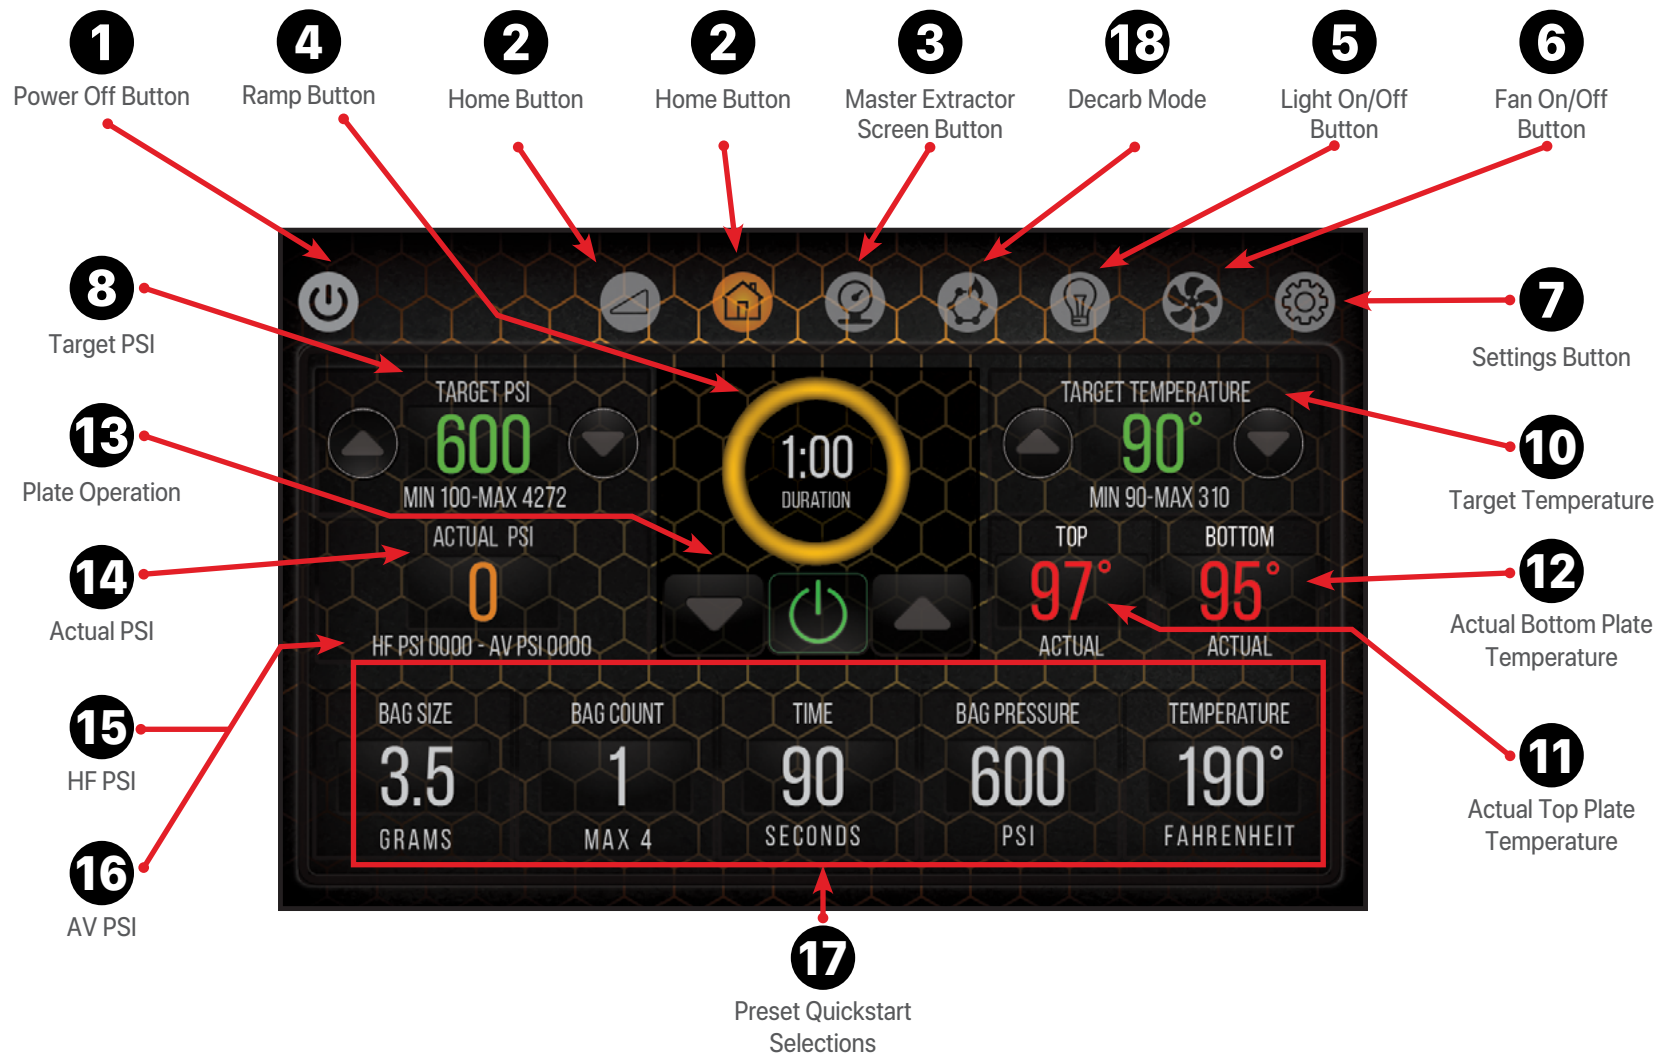 1
4
2
2
3
18
5
6
Power Off Button
Ramp Button
Home Button
Home Button
Master Extractor
Screen Button
Decarb Mode
Light On/Off
Button
Fan On/Off
Button
8
Target PSI
7
Settings Button
13
Plate Operation
10
Target Temperature
14
Actual PSI
12
Actual Bottom Plate
Temperature
15
HF PSI
11
Actual Top Plate
Temperature
16
AV PSI
TARGET PSI
600
MIN 100-MAX 4272
ACTUAL PSI
0
HF PSI 0000 - AV PSI 0000
1:00
DURATION
TARGET TEMPERATURE
90°
MIN 90-MAX 310
TOP
97°
ACTUAL
BOTTOM
95°
ACTUAL
BAG SIZE
3.5
GRAMS
BAG COUNT
1
MAX 4
TIME
90
SECONDS
BAG PRESSURE
600
PSI
TEMPERATURE
190°
FAHRENHEIT
17
Preset Quickstart
Selections